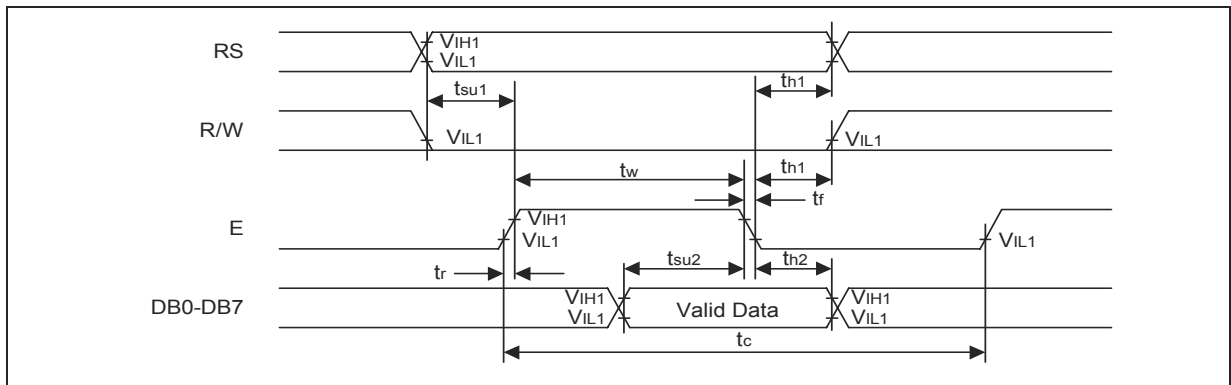 RS
VIH1
VIL1
tsu1
th1
R/W
VIL1
VIL1
tw
th1
tf
E
VIH1
VIL1
VIL1
tsu2
th2
tr
DB0-DB7
VIH1
VIL1
Valid Data
VIH1
VIL1
tc